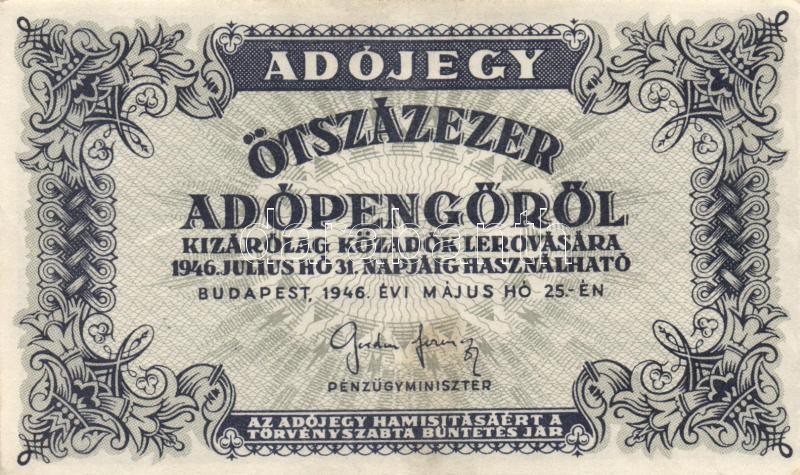 ADÓJEGY
ÖTSZÁZEZER
ADÓPENGŐRŐL
KIZÁRÓLAG KÖZADÓK LEROVÁSÁRA
1946. JULIUS HÓ 31. NAPJÁIG HASZNÁLHATÓ
BUDAPEST, 1946. ÉVI MÁJUS HÓ 25.-ÉN
PÉNZÜGYMINISZTER
AZ ADÓJEGY HAMISITÁSÁÉRT A
TÖRVÉNYSZABTA BÜNTETÉS JÁR